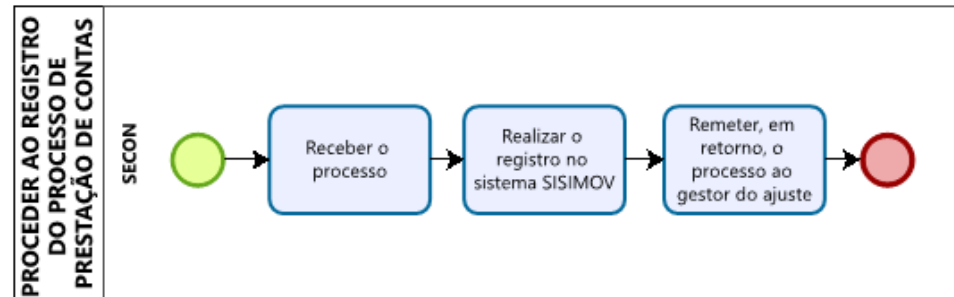 PROCEDER AO REGISTRO
DO PROCESSO DE
PRESTAÇÃO DE CONTAS
SECON
Receber o
processo
Realizar o
registro no
sistema SISIMOV
Remeter, em
retorno, o
processo ao
gestor do ajuste